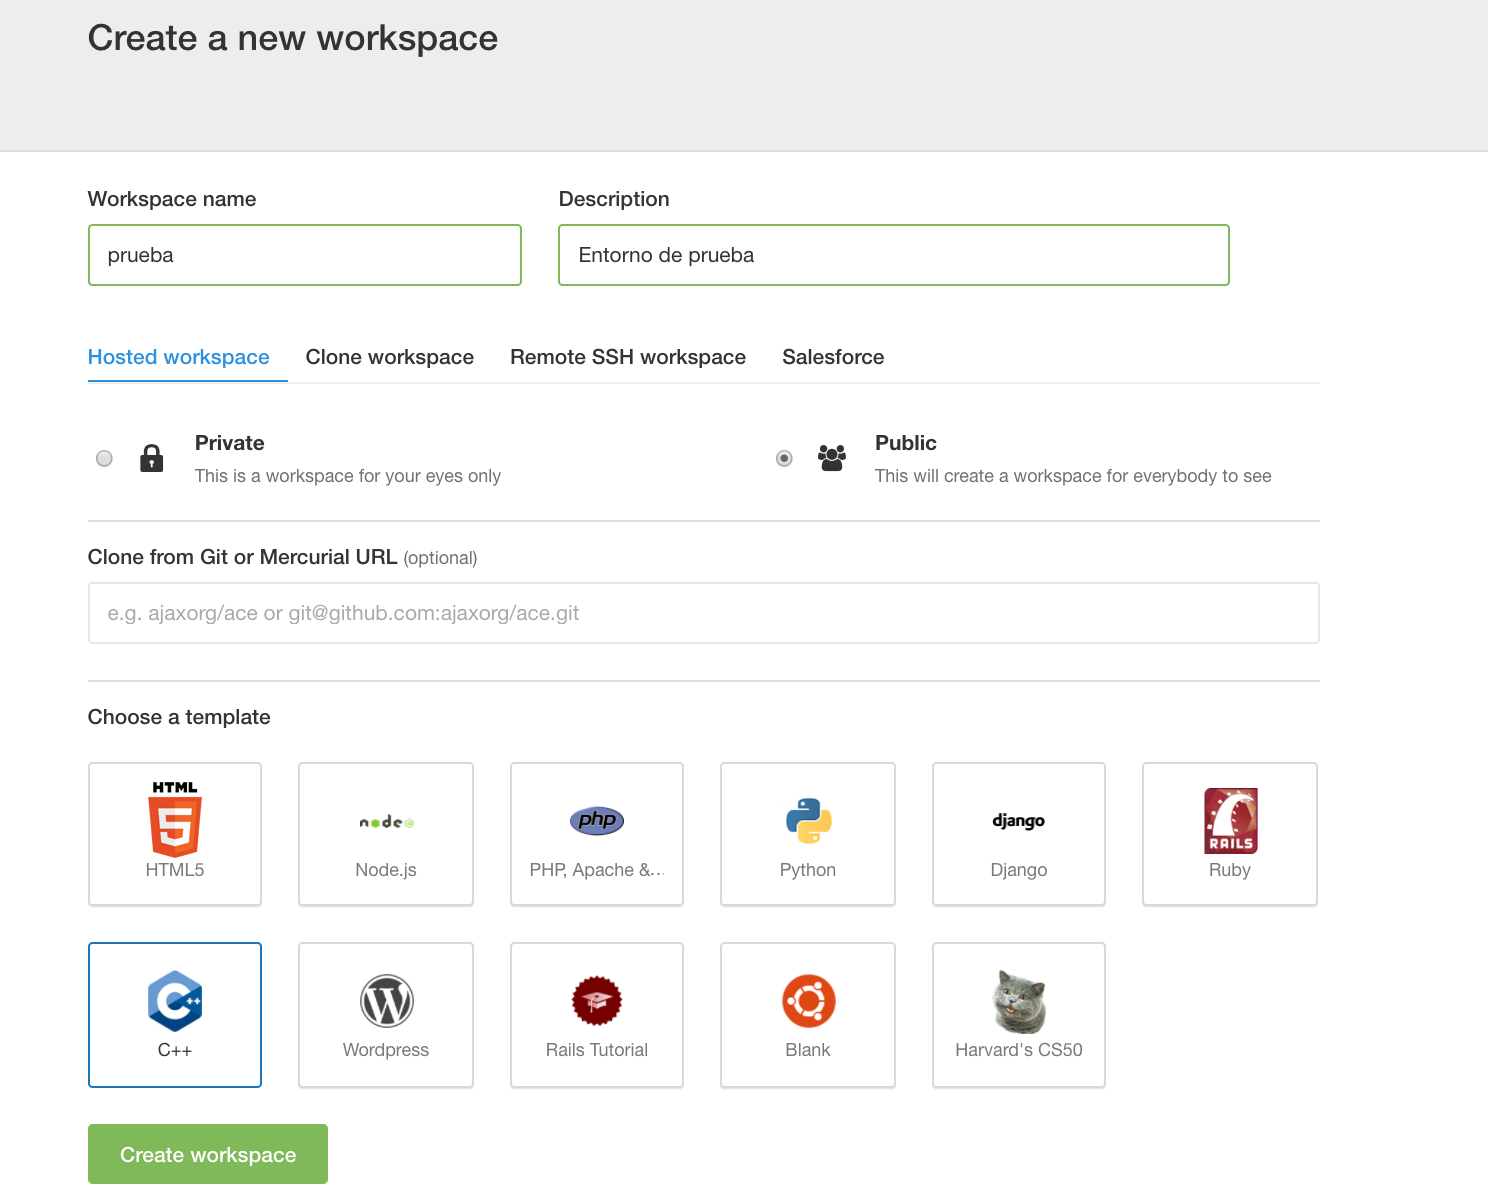 Create a new workspace
Workspace name
Description
prueba
Entorno de prueba
Hosted workspace
Clone workspace
Remote SSH workspace
Salesforce
Private
This is a workspace for your eyes only
Public
This will create a workspace for everybody to see
Clone from Git or Mercurial URL (optional)
e.g. ajaxorg/ace or git@github.com:ajaxorg/ace.git
Choose a template
HTML
5
HTML5
node
Node.js
php
PHP, Apache &...
Python
django
Django
RAILS
Ruby
C++
C++
W
Wordpress
Rails Tutorial
Blank
Harvard's CS50
Create workspace